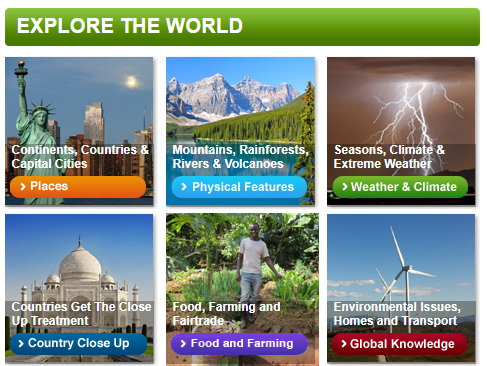 EXPLORE THE WORLD
Continents, Countries &
Capital Cities
Places
Mountains, Rainforests,
Rivers & Volcanoes
Physical Features
Seasons, Climate &
Extreme Weather
Weather & Climate
Countries Get The Close
Up Treatment
Country Close Up
Food, Farming and
Fairtrade
Food and Farming
Environmental Issues,
Homes and Transport
Global Knowledge